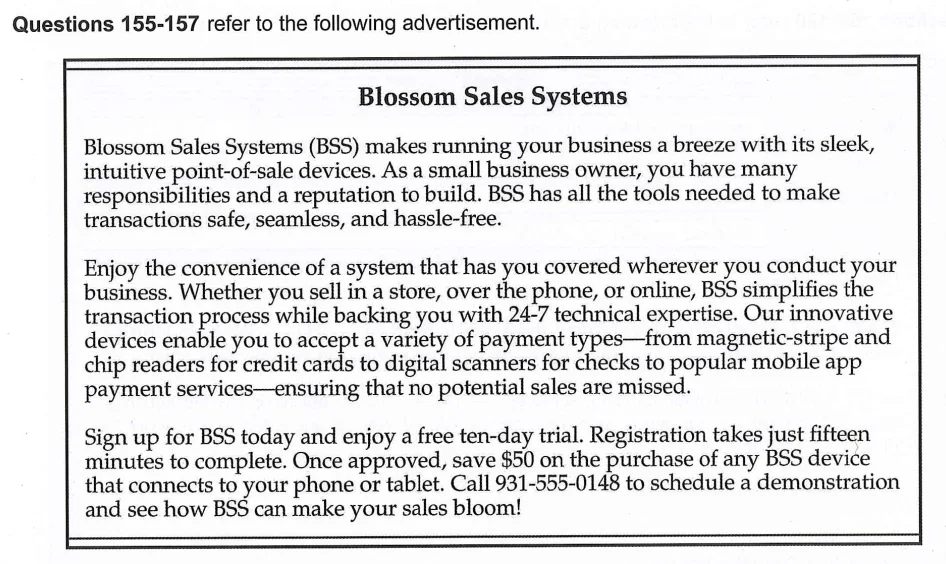 Questions 155-157 refer to the following advertisement.
Blossom Sales Systems
Blossom Sales Systems (BSS) makes running your business a breeze with its sleek,
intuitive point-of-sale devices. As a small business owner, you have many
responsibilities and a reputation to build. BSS has all the tools needed to make
transactions safe, seamless, and hassle-free.
Enjoy the convenience of a system that has you covered wherever you conduct your
business. Whether you sell in a store, over the phone, or online, BSS simplifies the
transaction process while backing you with 24-7 technical expertise. Our innovative
devices enable you to accept a variety of payment types—from magnetic-stripe and
chip readers for credit cards to digital scanners for checks to popular mobile app
payment services—ensuring that no potential sales are missed.
Sign up for BSS today and enjoy a free ten-day trial. Registration takes just fifteen
minutes to complete. Once approved, save $50 on the purchase of any BSS device
that connects to your phone or tablet. Call 931-555-0148 to schedule a demonstration
and see how BSS can make your sales bloom!